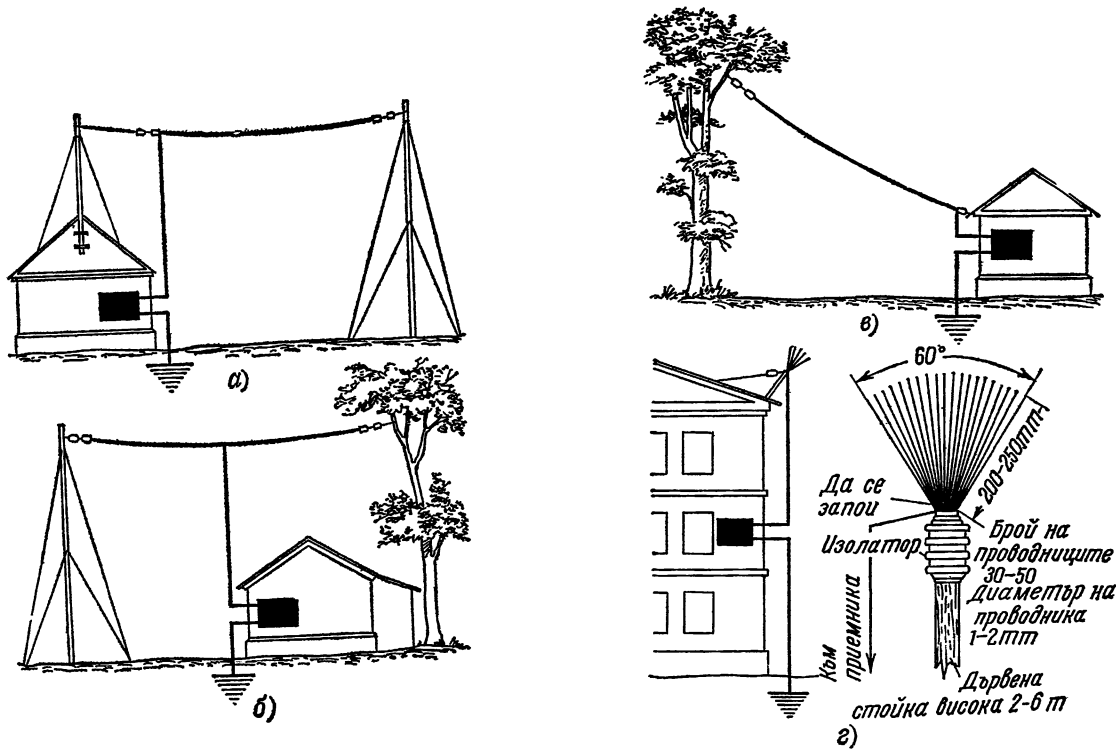 а)
б)
в)
60°
200-250mm
Да се
запои
Изолатор
Към
приемника
Брой на
проводниците
30-50
Диаметър на
проводника
1-2mm
Дървена
стойка висока 2-6 m
г)